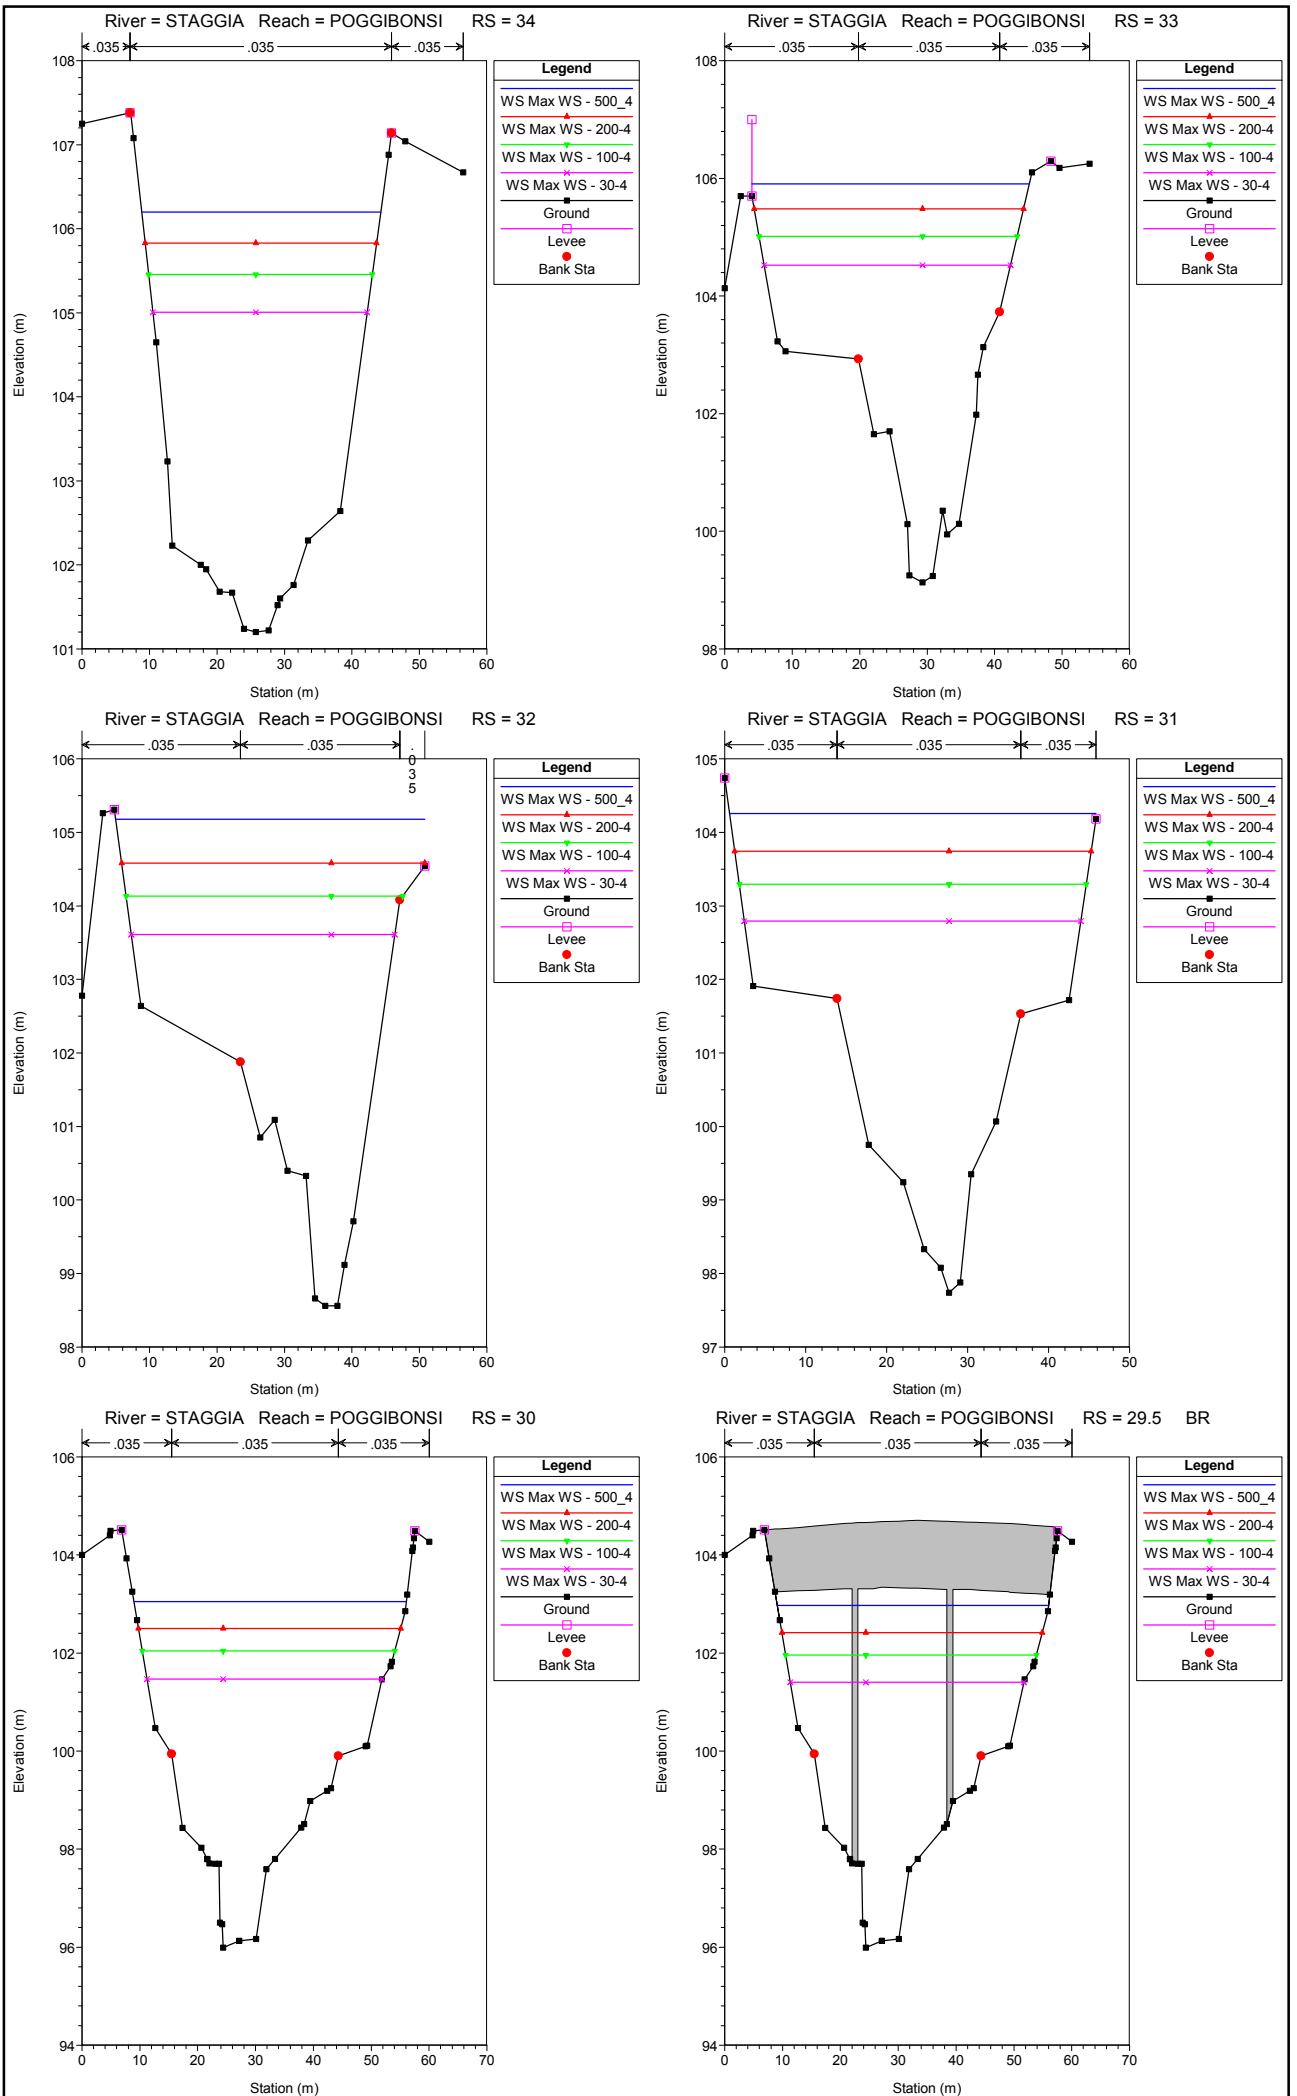 River = STAGGIA Reach = POGGIBONSI RS = 34
.035 .035 .035
108
107
106
105
104
103
102
101
0 10 20 30 40 50 60
Elevation (m)
Station (m)
Legend
WS Max WS - 500_4
WS Max WS - 200-4
WS Max WS - 100-4
WS Max WS - 30-4
Ground
Levee
Bank Sta
River = STAGGIA Reach = POGGIBONSI RS = 33
.035 .035 .035
108
106
104
102
100
98
0 10 20 30 40 50 60
Elevation (m)
Station (m)
Legend
WS Max WS - 500_4
WS Max WS - 200-4
WS Max WS - 100-4
WS Max WS - 30-4
Ground
Levee
Bank Sta
River = STAGGIA Reach = POGGIBONSI RS = 32
.035 .035 .035
106
105
104
103
102
101
100
99
98
0 10 20 30 40 50 60
Elevation (m)
Station (m)
Legend
WS Max WS - 500_4
WS Max WS - 200-4
WS Max WS - 100-4
WS Max WS - 30-4
Ground
Levee
Bank Sta
River = STAGGIA Reach = POGGIBONSI RS = 31
.035 .035 .035
105
104
103
102
101
100
99
98
97
0 10 20 30 40 50
Elevation (m)
Station (m)
Legend
WS Max WS - 500_4
WS Max WS - 200-4
WS Max WS - 100-4
WS Max WS - 30-4
Ground
Levee
Bank Sta
River = STAGGIA Reach = POGGIBONSI RS = 30
.035 .035 .035
106
104
102
100
98
96
94
0 10 20 30 40 50 60 70
Elevation (m)
Station (m)
Legend
WS Max WS - 500_4
WS Max WS - 200-4
WS Max WS - 100-4
WS Max WS - 30-4
Ground
Levee
Bank Sta
River = STAGGIA Reach = POGGIBONSI RS = 29.5 BR
.035 .035 .035
106
104
102
100
98
96
94
0 10 20 30 40 50 60 70
Elevation (m)
Station (m)
Legend
WS Max WS - 500_4
WS Max WS - 200-4
WS Max WS - 100-4
WS Max WS - 30-4
Ground
Levee
Bank Sta